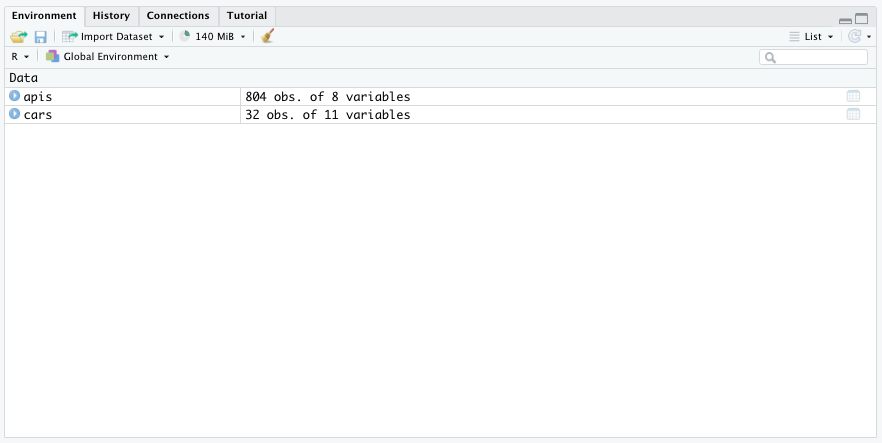 Environment History Connections Tutorial
Import Dataset 140 MiB List
R Global Environment
Data
apis 804 obs. of 8 variables
cars 32 obs. of 11 variables